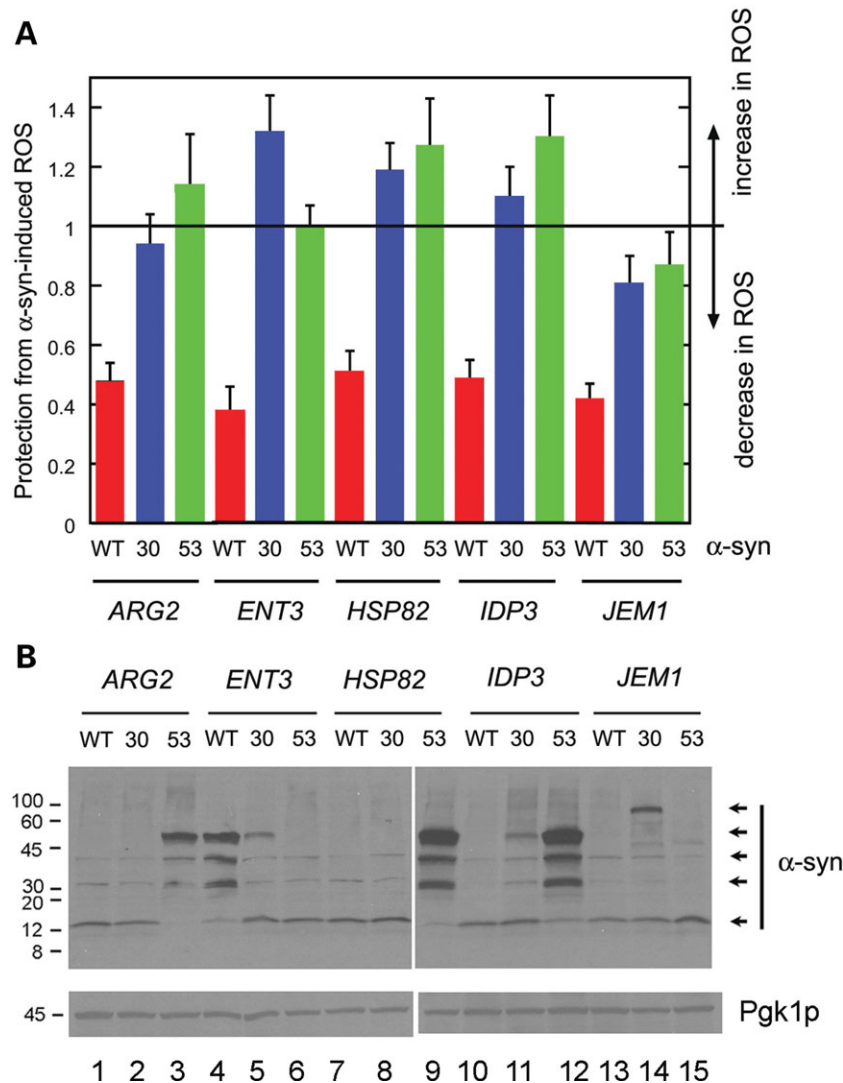 A
Protection from α-syn-induced ROS
1.4
1.2
1
0.8
0.6
0.4
0.2
0
increase in ROS
decrease in ROS
WT 30 53 WT 30 53 WT 30 53 WT 30 53 WT 30 53 α-syn
ARG2 ENT3 HSP82 IDP3 JEM1
B
ARG2 ENT3 HSP82 IDP3 JEM1
WT 30 53 WT 30 53 WT 30 53 WT 30 53 WT 30 53
100
60
45
30
20
12
8
α-syn
45
Pgk1p
1 2 3 4 5 6 7 8 9 10 11 12 13 14 15